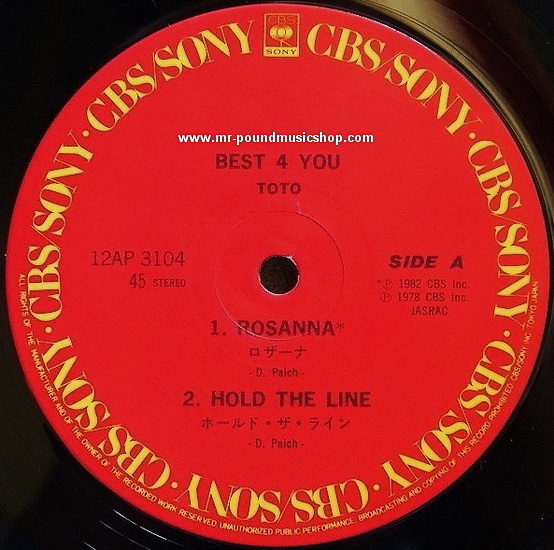 CBS
SONY
CBS/SONY · CBS/SONY · CBS/SONY · CBS/SONY · CBS/SONY · CBS/SONY · CBS/SONY · CBS/SONY
www.mr-poundmusicshop.com
BEST 4 YOU
TOTO
12AP 3104
45 STEREO
SIDE A
*Ⓟ 1982 CBS Inc.
Ⓟ 1978 CBS Inc.
JASRAC
1. ROSANNA*
ロザーナ
- D. Paich -
2. HOLD THE LINE
ホールド・ザ・ライン
- D. Paich -
ALL RIGHTS OF THE MANUFACTURER AND OF THE OWNER OF THE RECORDED WORK RESERVED. UNAUTHORIZED PUBLIC PERFORMANCE BROADCASTING AND COPYING OF THIS RECORD PROHIBITED CBS/SONY INC. TOKYO JAPAN